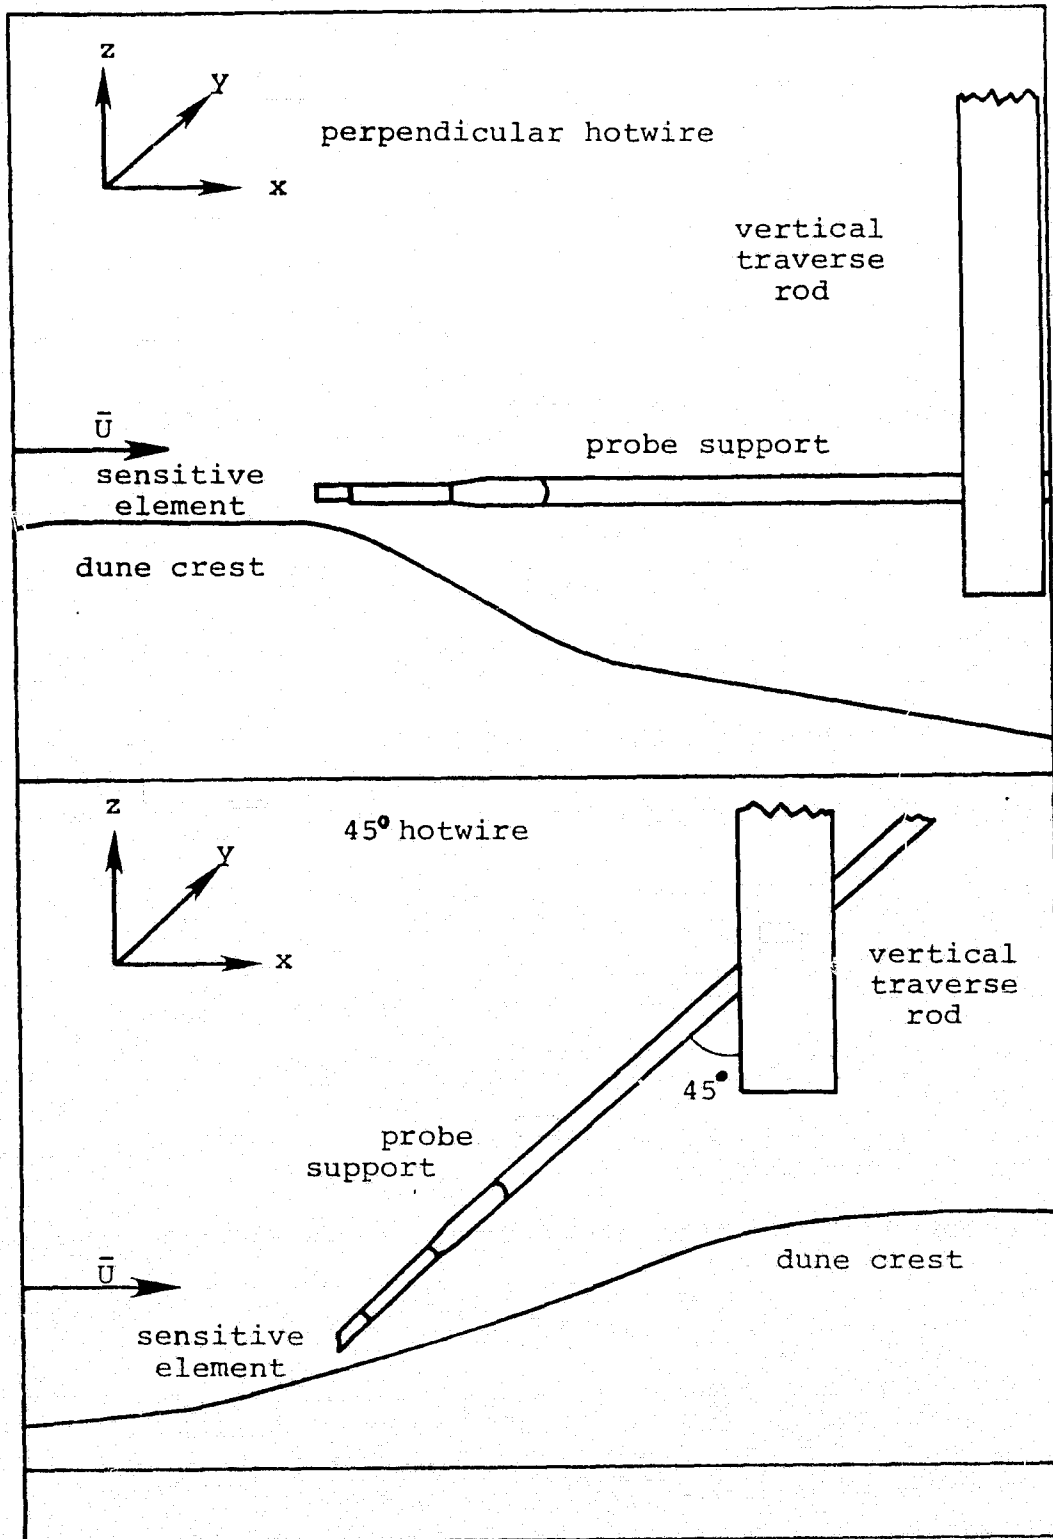 z
y
x
perpendicular hotwire
vertical
traverse
rod
Ū
sensitive
element
probe support
dune crest
z
y
x
45° hotwire
vertical
traverse
rod
45°
probe
support
Ū
sensitive
element
dune crest